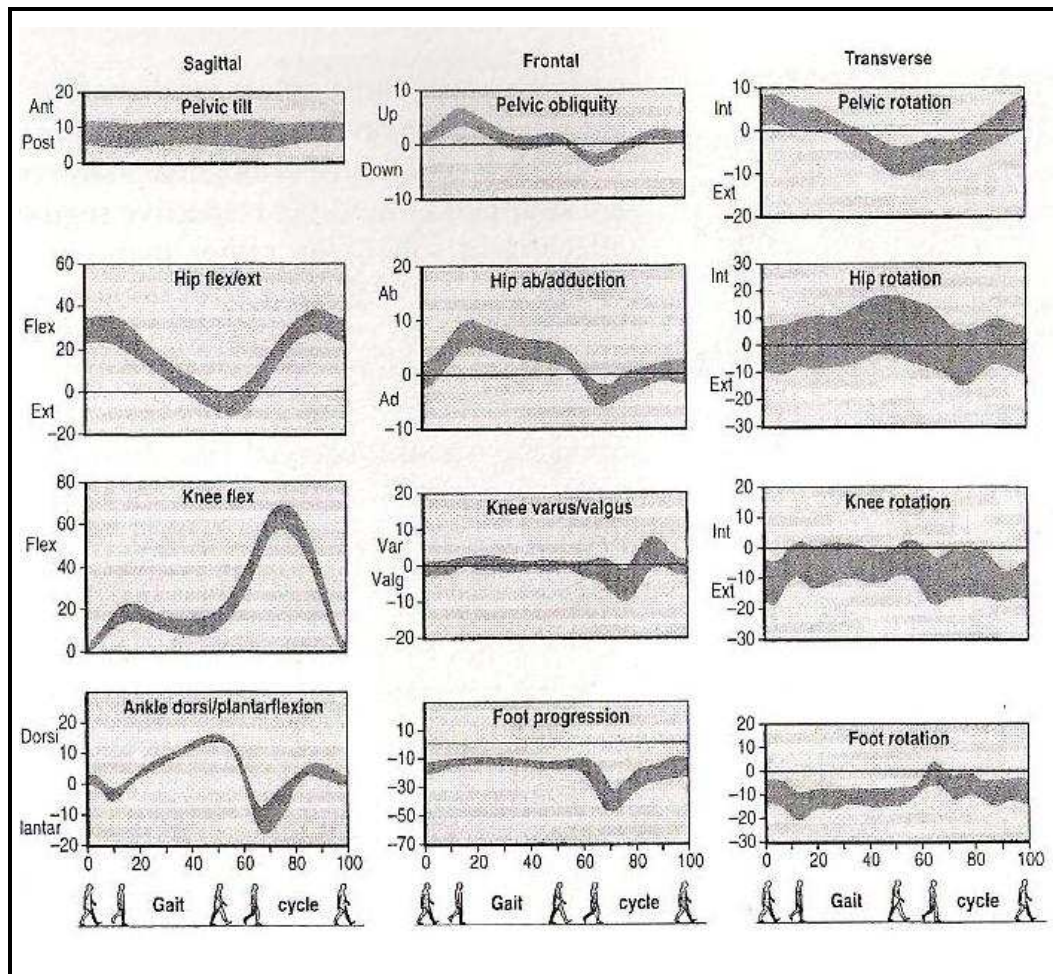 Sagittal
Frontal
Transverse
20
Ant
Pelvic tilt
10
Post
0
10
Up
Pelvic obliquity
0
Down
–10
10
Int
Pelvic rotation
0
–10
Ext
–20
60
Hip flex/ext
40
Flex
20
0
Ext
–20
20
Ab
Hip ab/adduction
10
0
Ad
–10
30
Int
Hip rotation
20
10
0
–10
Ext
–20
–30
80
Knee flex
60
Flex
40
20
0
20
Knee varus/valgus
10
Var
0
Valg
–10
–20
20
Knee rotation
10
Int
0
–10
Ext
–20
–30
Ankle dorsi/plantarflexion
20
Dorsi
10
0
–10
lantar
–20
0 20 40 60 80 100
Gait cycle
Foot progression
10
–10
–30
–50
–70
0 20 40 60 80 100
Gait cycle
20
Foot rotation
10
0
–10
–20
–30
0 20 40 60 80 100
Gait cycle